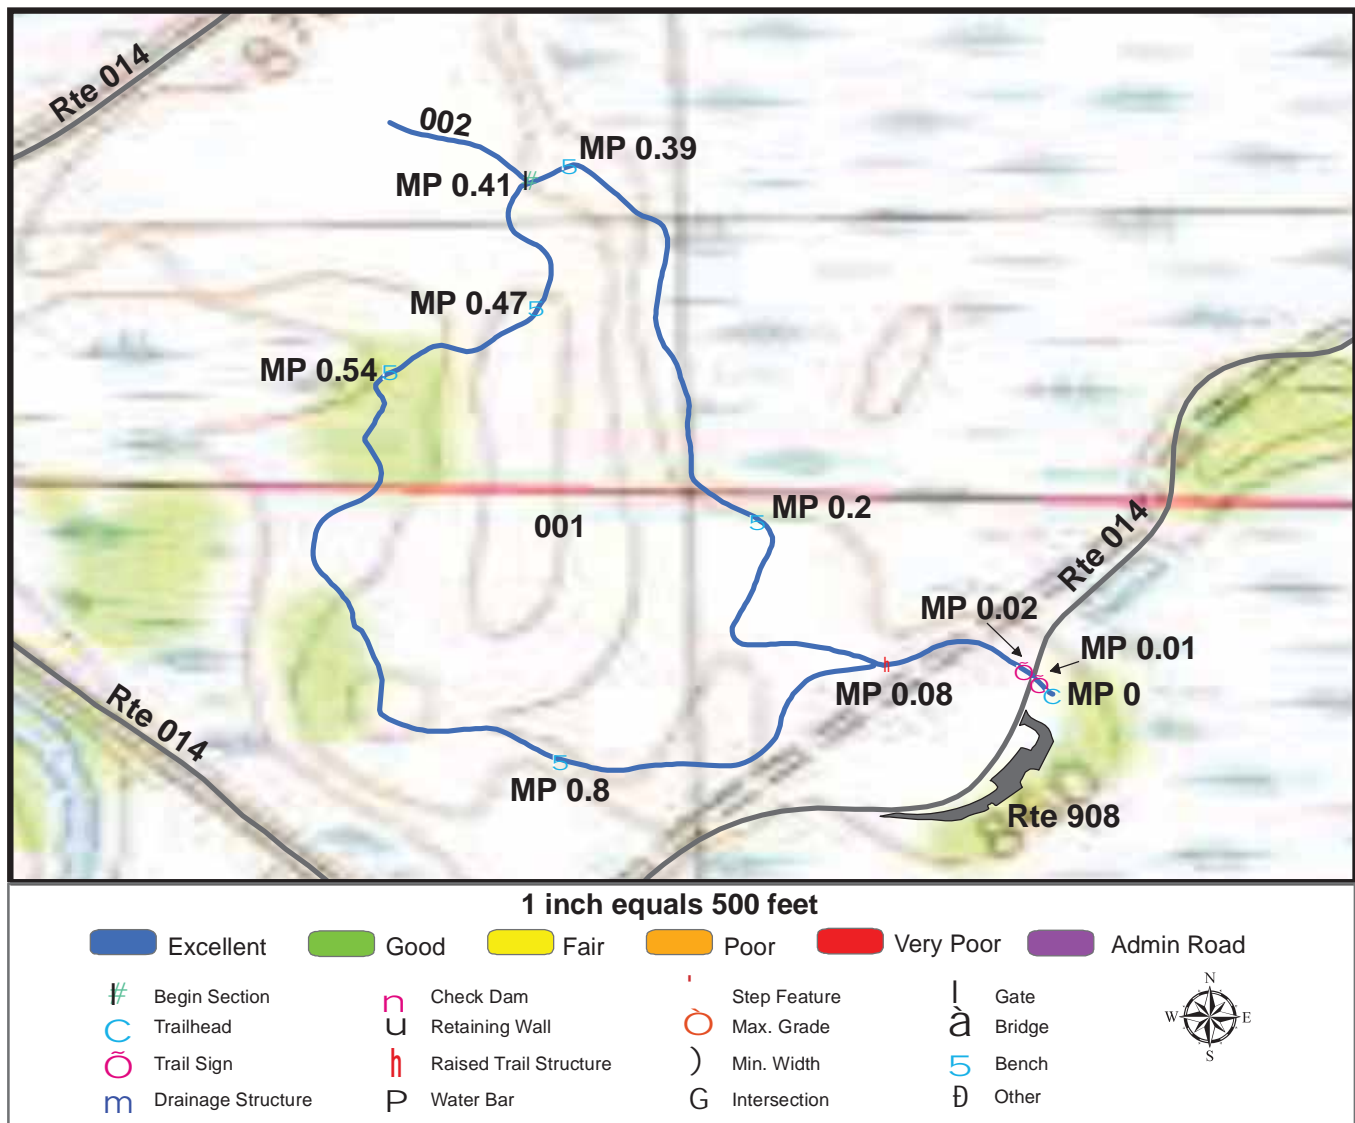 Rte 014
002
MP 0.39
MP 0.41
MP 0.47
MP 0.54
MP 0.2
001
Rte 014
MP 0.02
MP 0.01
MP 0.08
MP 0
Rte 014
MP 0.8
Rte 908
1 inch equals 500 feet
Excellent Good Fair Poor Very Poor Admin Road
Begin Section Check Dam Step Feature Gate
C Trailhead u Retaining Wall Õ Max. Grade à Bridge
Õ Trail Sign h Raised Trail Structure ) Min. Width 5 Bench
m Drainage Structure P Water Bar G Intersection Đ Other
N
W E
S